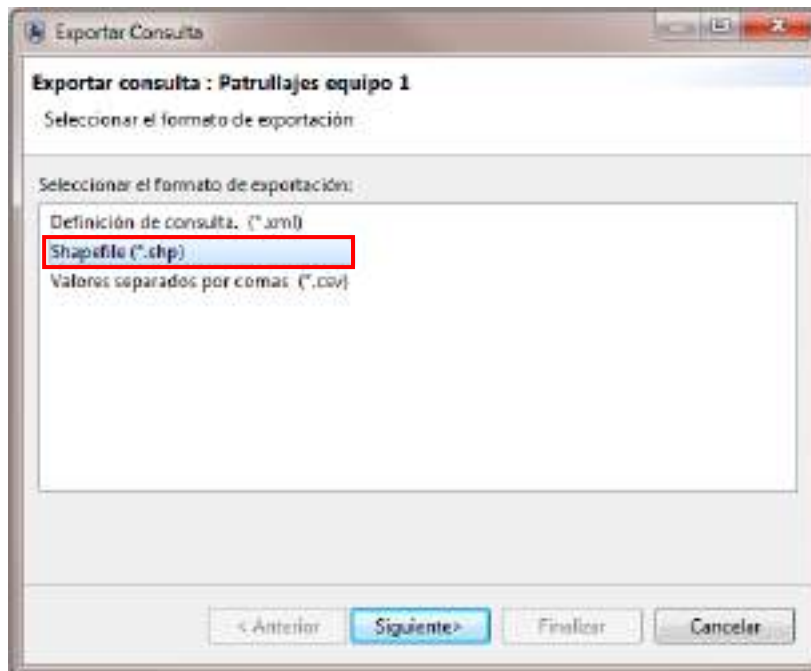 Exportar Consulta
Exportar consulta : Patrullajes equipo 1
Seleccionar el formato de exportación
Seleccionar el formato de exportación:
Definición de consulta. (*.xml)
Shapefile (*.shp)
Valores separados por comas (*.csv)
< Anterior Siguiente> Finalizar Cancelar